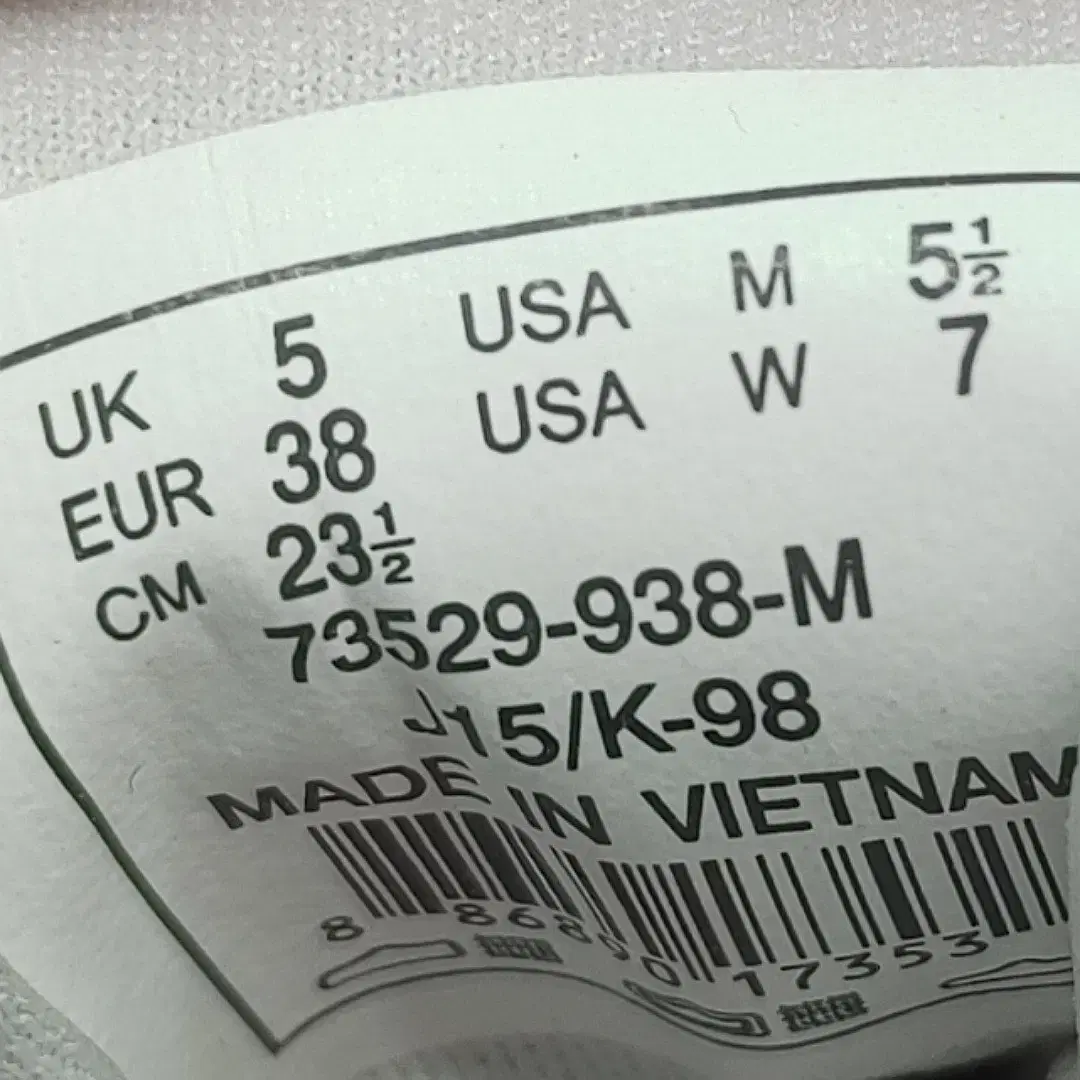 UK 5 USA M 5½
EUR 38 USA W 7
CM 23½
73529-938-M
J15/K-98
MADE IN VIETNAM
8 86890 17353